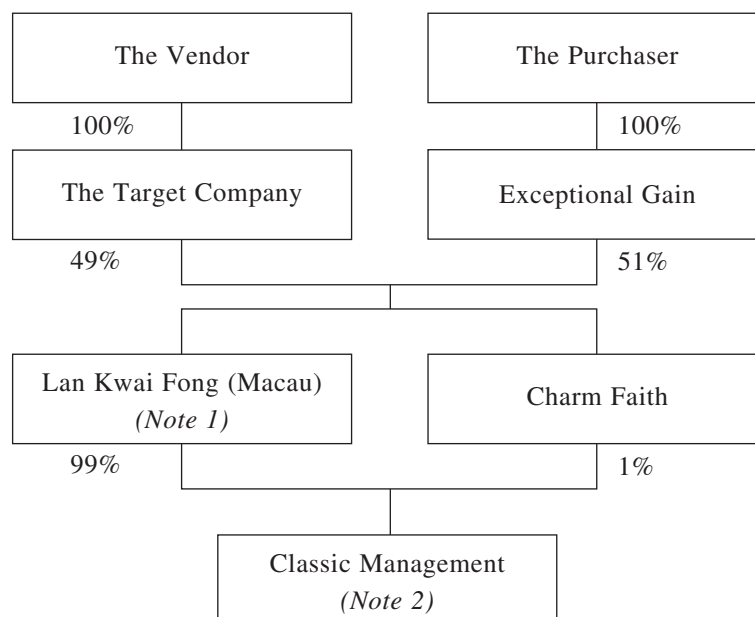 The Vendor
The Purchaser
100%
100%
The Target Company
Exceptional Gain
49%
51%
Lan Kwai Fong (Macau)
(Note 1)
Charm Faith
99%
1%
Classic Management
(Note 2)